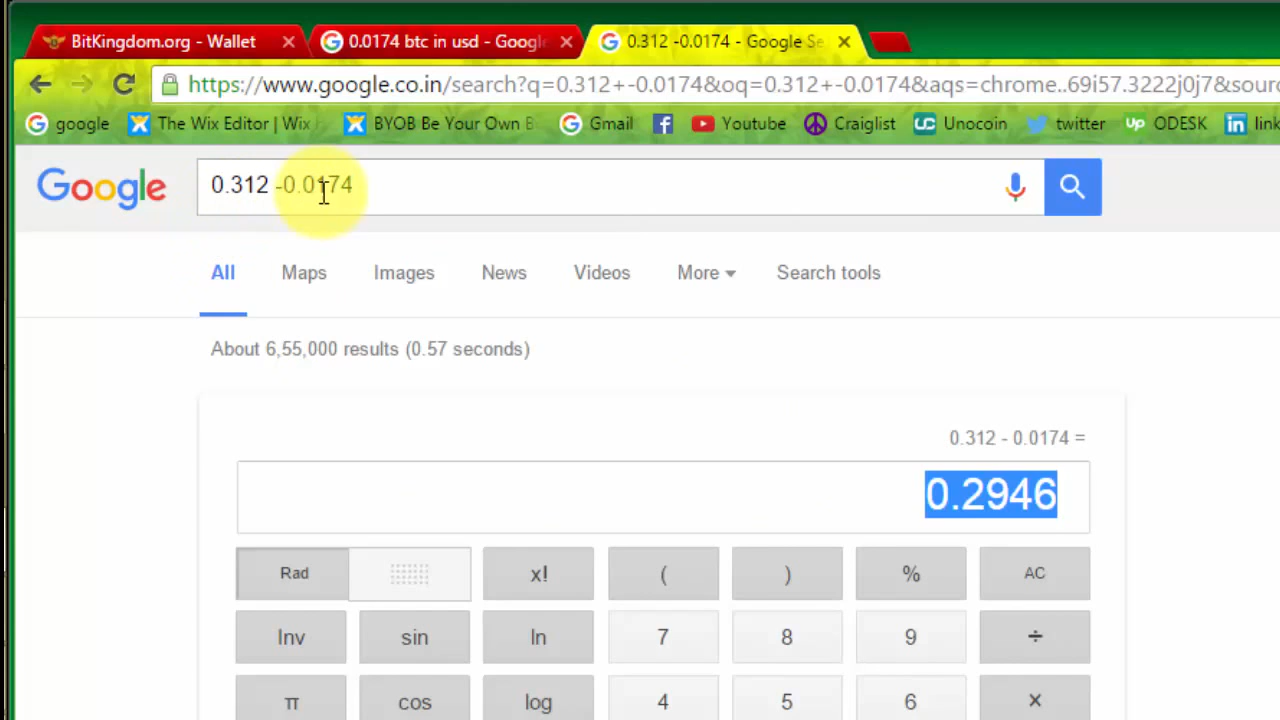 BitKingdom.org - Wallet
0.0174 btc in usd - Googl
0.312 -0.0174 - Google Se
https://www.google.co.in/search?q=0.312+-0.0174&oq=0.312+-0.0174&aqs=chrome..69i57.3222j0j7&sour
google The Wix Editor | Wix BYOB Be Your Own B Gmail Youtube Craiglist UC Unocoin twitter Up ODESK in link
Google 0.312 -0.0174
All Maps Images News Videos More Search tools
About 6,55,000 results (0.57 seconds)
0.312 - 0.0174 =
0.2946
Rad x! ( ) % AC
Inv sin ln 7 8 9 ÷
π cos log 4 5 6 ×